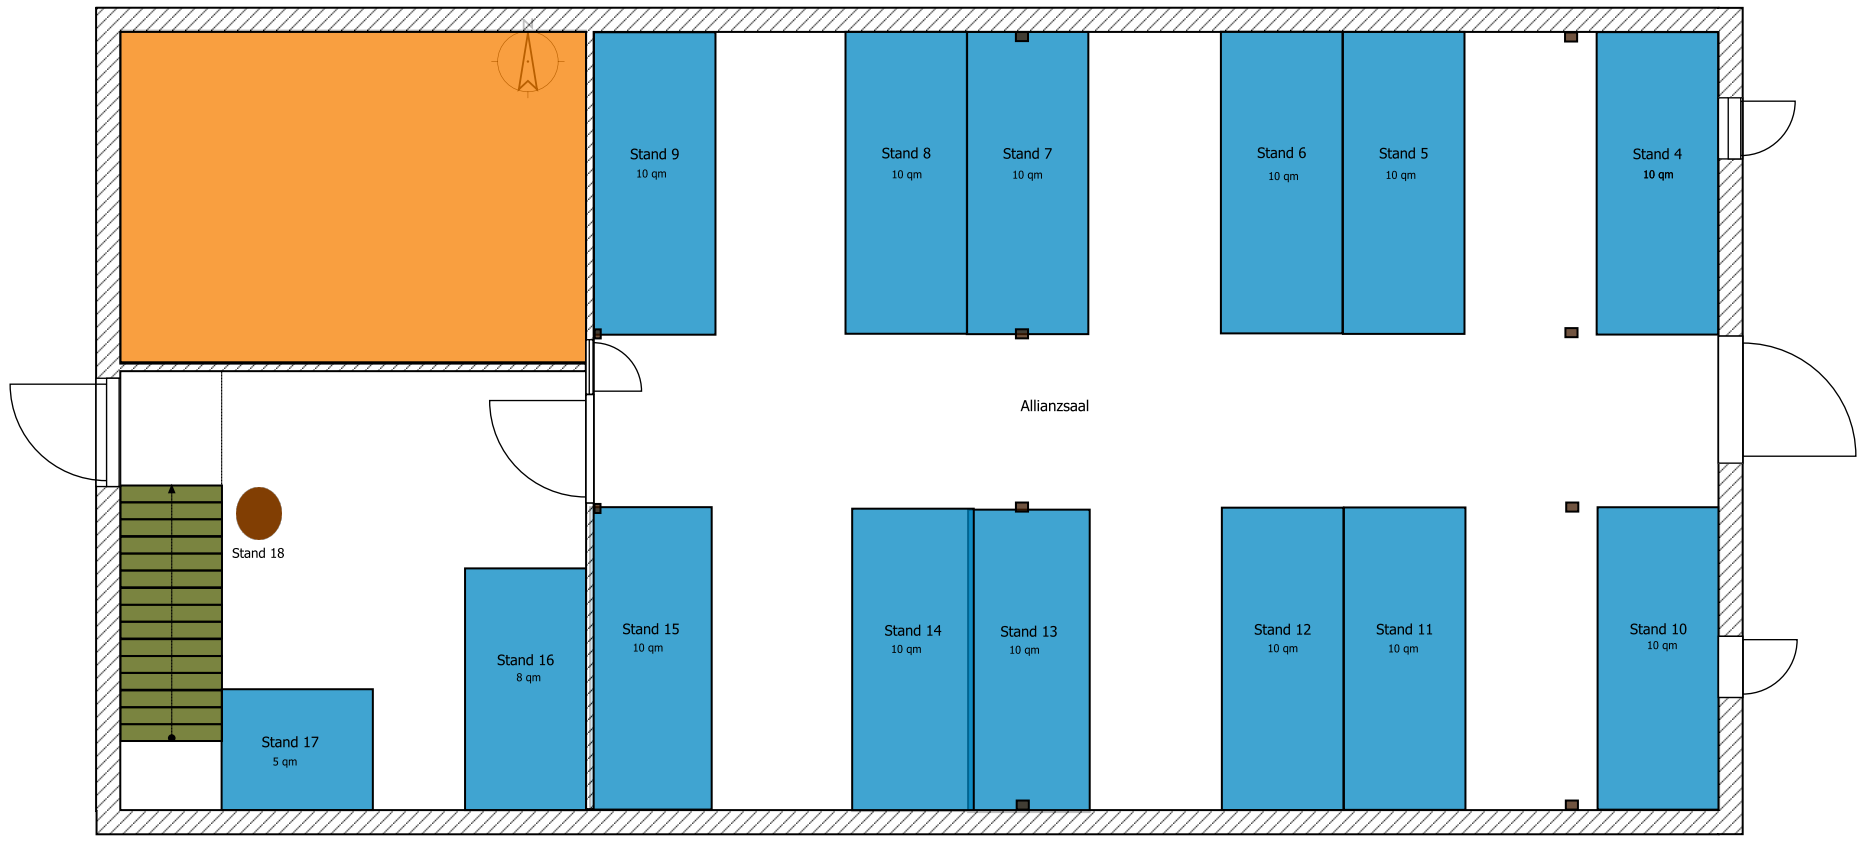 N
Stand 9
10 qm
Stand 8
10 qm
Stand 7
10 qm
Stand 6
10 qm
Stand 5
10 qm
Stand 4
10 qm
Allianzsaal
Stand 18
Stand 17
5 qm
Stand 16
8 qm
Stand 15
10 qm
Stand 14
10 qm
Stand 13
10 qm
Stand 12
10 qm
Stand 11
10 qm
Stand 10
10 qm